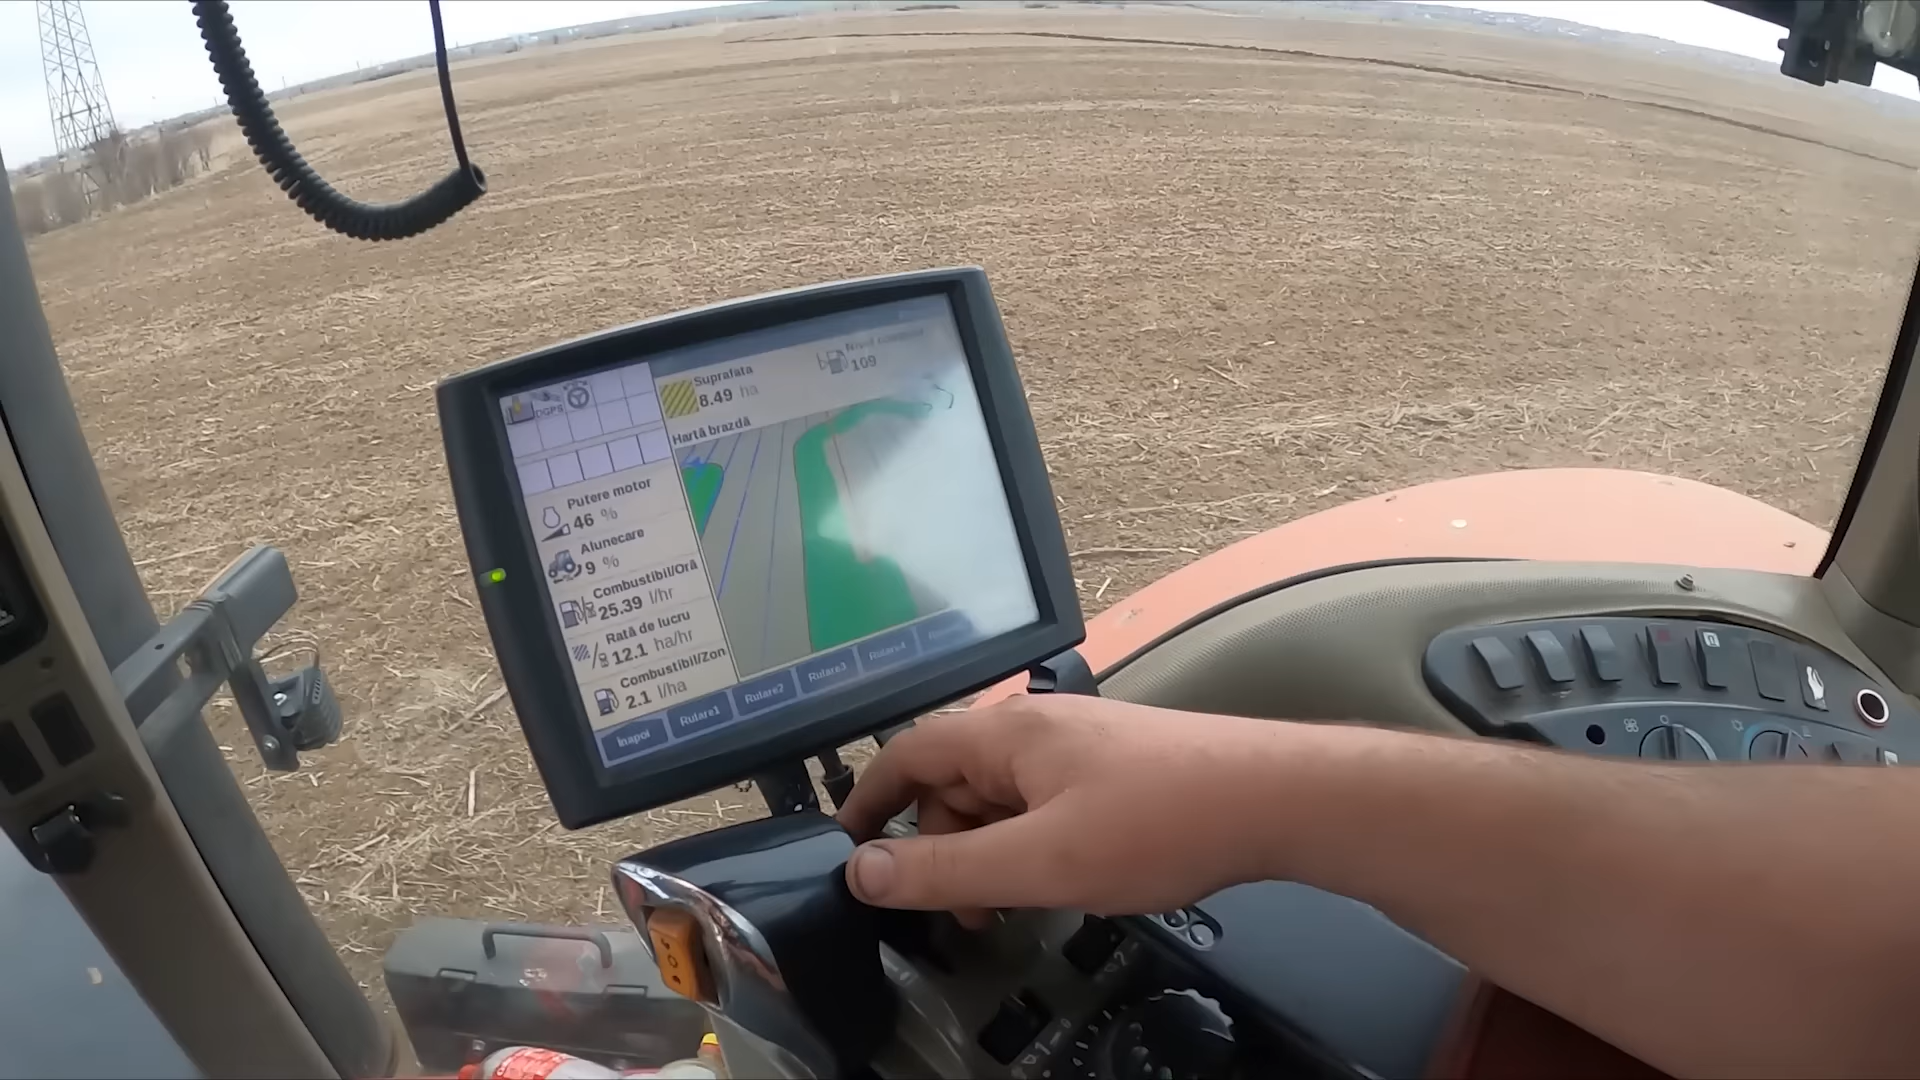 DGPS
Suprafata
8.49 ha
109
Hartă brazdă
Putere motor
46 %
Alunecare
9 %
Combustibil/Oră
25.39 l/hr
Rată de lucru
12.1 ha/hr
Combustibil/Zon
2.1 l/ha
Înapoi
Rulare1
Rulare2
Rulare3
Rulare4